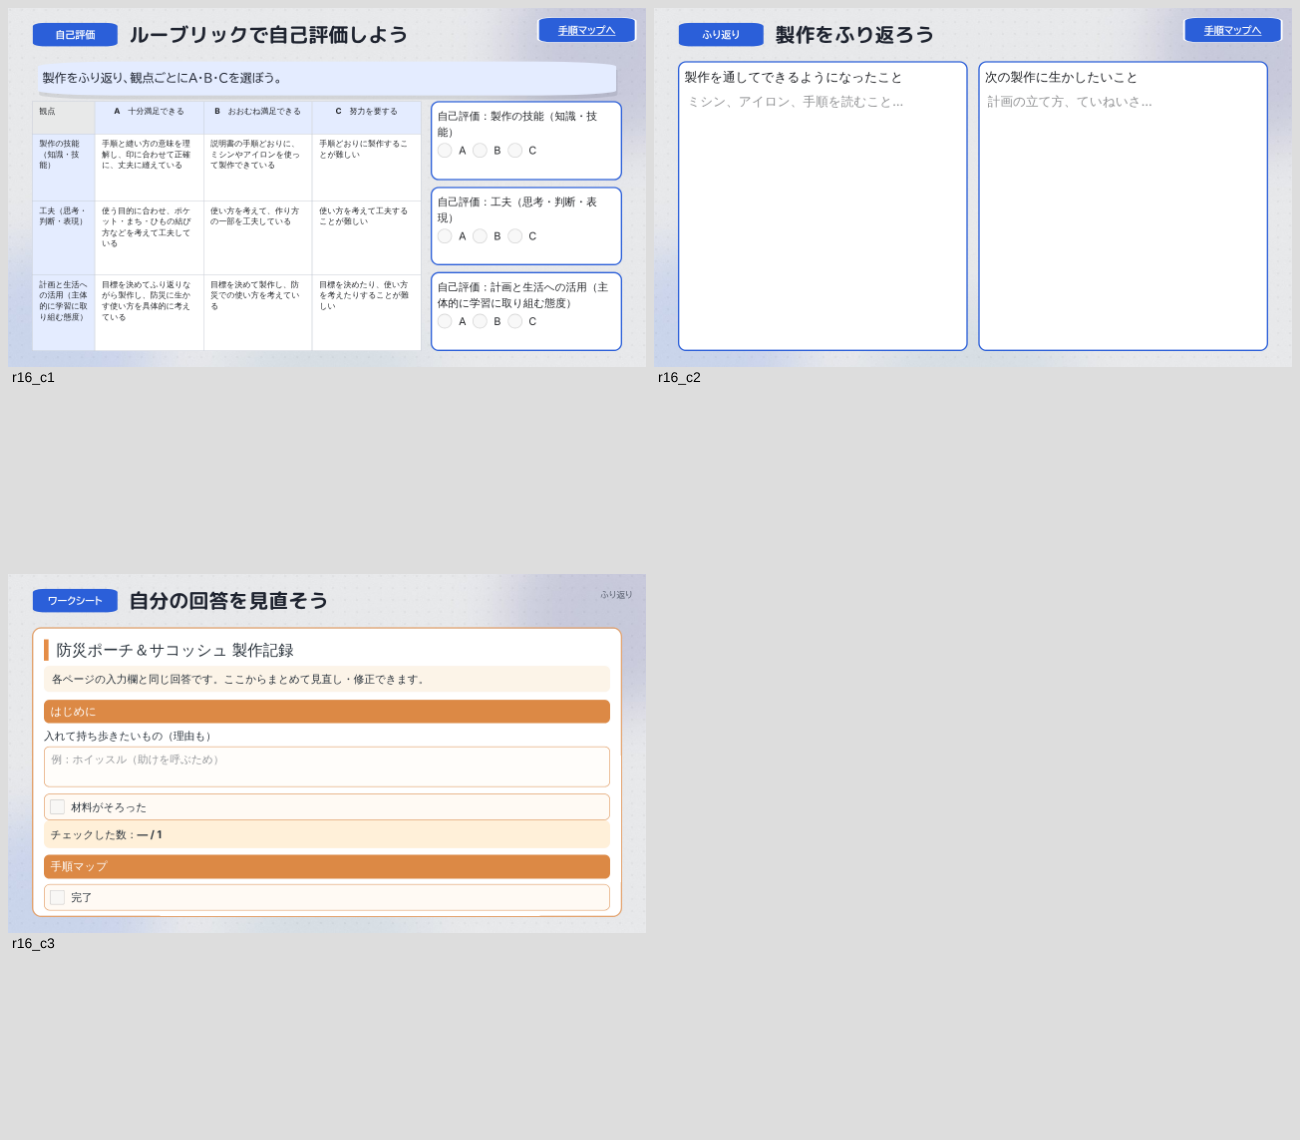 自己評価
ルーブリックで自己評価しよう
手順マップへ
製作をふり返り、観点ごとにA・B・Cを選ぼう。
観点
A 十分満足できる
B おおむね満足できる
C 努力を要する
製作の技能
（知識・技
能）
手順と縫い方の意味を理
解し、印に合わせて正確
に、丈夫に縫えている
説明書の手順どおりに、
ミシンやアイロンを使っ
て製作できている
手順どおりに製作するこ
とが難しい
工夫（思考・
判断・表現）
使う目的に合わせ、ポケ
ット・まち・ひもの結び
方などを考えて工夫して
いる
使い方を考えて、作り方
の一部を工夫している
使い方を考えて工夫する
ことが難しい
計画と生活へ
の活用（主体
的に学習に取
り組む態度）
目標を決めてふり返りな
がら製作し、防災に生か
す使い方を具体的に考え
ている
目標を決めて製作し、防
災での使い方を考えてい
る
目標を決めたり、使い方
を考えたりすることが難
しい
自己評価：製作の技能（知識・技
能）
A B C
自己評価：工夫（思考・判断・表
現）
A B C
自己評価：計画と生活への活用（主
体的に学習に取り組む態度）
A B C
r16_c1
ふり返り
製作をふり返ろう
手順マップへ
製作を通してできるようになったこと
ミシン、アイロン、手順を読むこと...
次の製作に生かしたいこと
計画の立て方、ていねいさ...
r16_c2
ワークシート
自分の回答を見直そう
ふり返り
防災ポーチ＆サコッシュ 製作記録
各ページの入力欄と同じ回答です。ここからまとめて見直し・修正できます。
はじめに
入れて持ち歩きたいもの（理由も）
例：ホイッスル（助けを呼ぶため）
材料がそろった
チェックした数：— / 1
手順マップ
完了
r16_c3